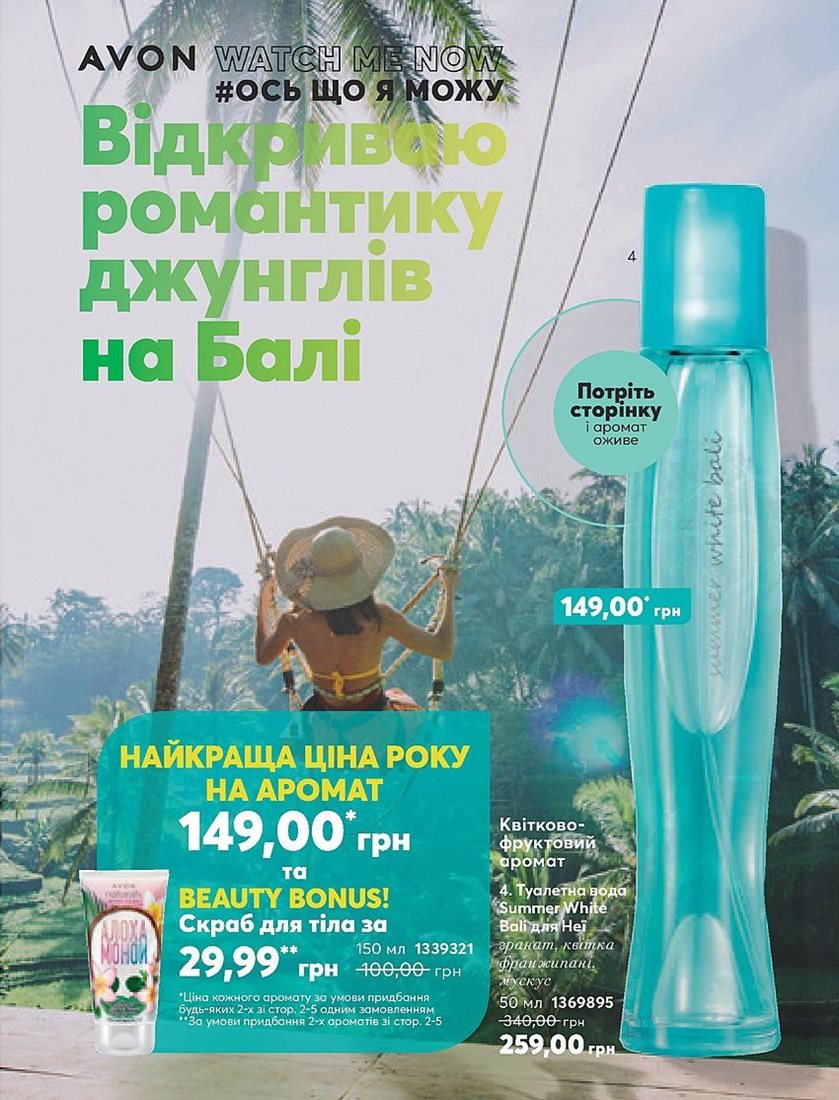 AVON WATCH ME NOW
#ОСЬ ЩО Я МОЖУ
Відкриваю
романтику
джунглів
на Балі
4
Потріть
сторінку
і аромат
оживе
AVON
summer white bali
149,00* грн
НАЙКРАЩА ЦІНА РОКУ
НА АРОМАТ
149,00* грн
та
BEAUTY BONUS!
Скраб для тіла за
29,99** грн
150 мл 1339321
100,00 грн
*Ціна кожного аромату за умови придбання
будь-яких 2-х зі стор. 2-5 одним замовленням
**За умови придбання 2-х ароматів зі стор. 2-5
AVON
naturals
АЛОХА
МОНОЙ
Квітково-
фруктовий
аромат
4. Туалетна вода
Summer White
Bali для Неї
гранат, квітка
франжипані,
мускус
50 мл 1369895
340,00 грн
259,00 грн